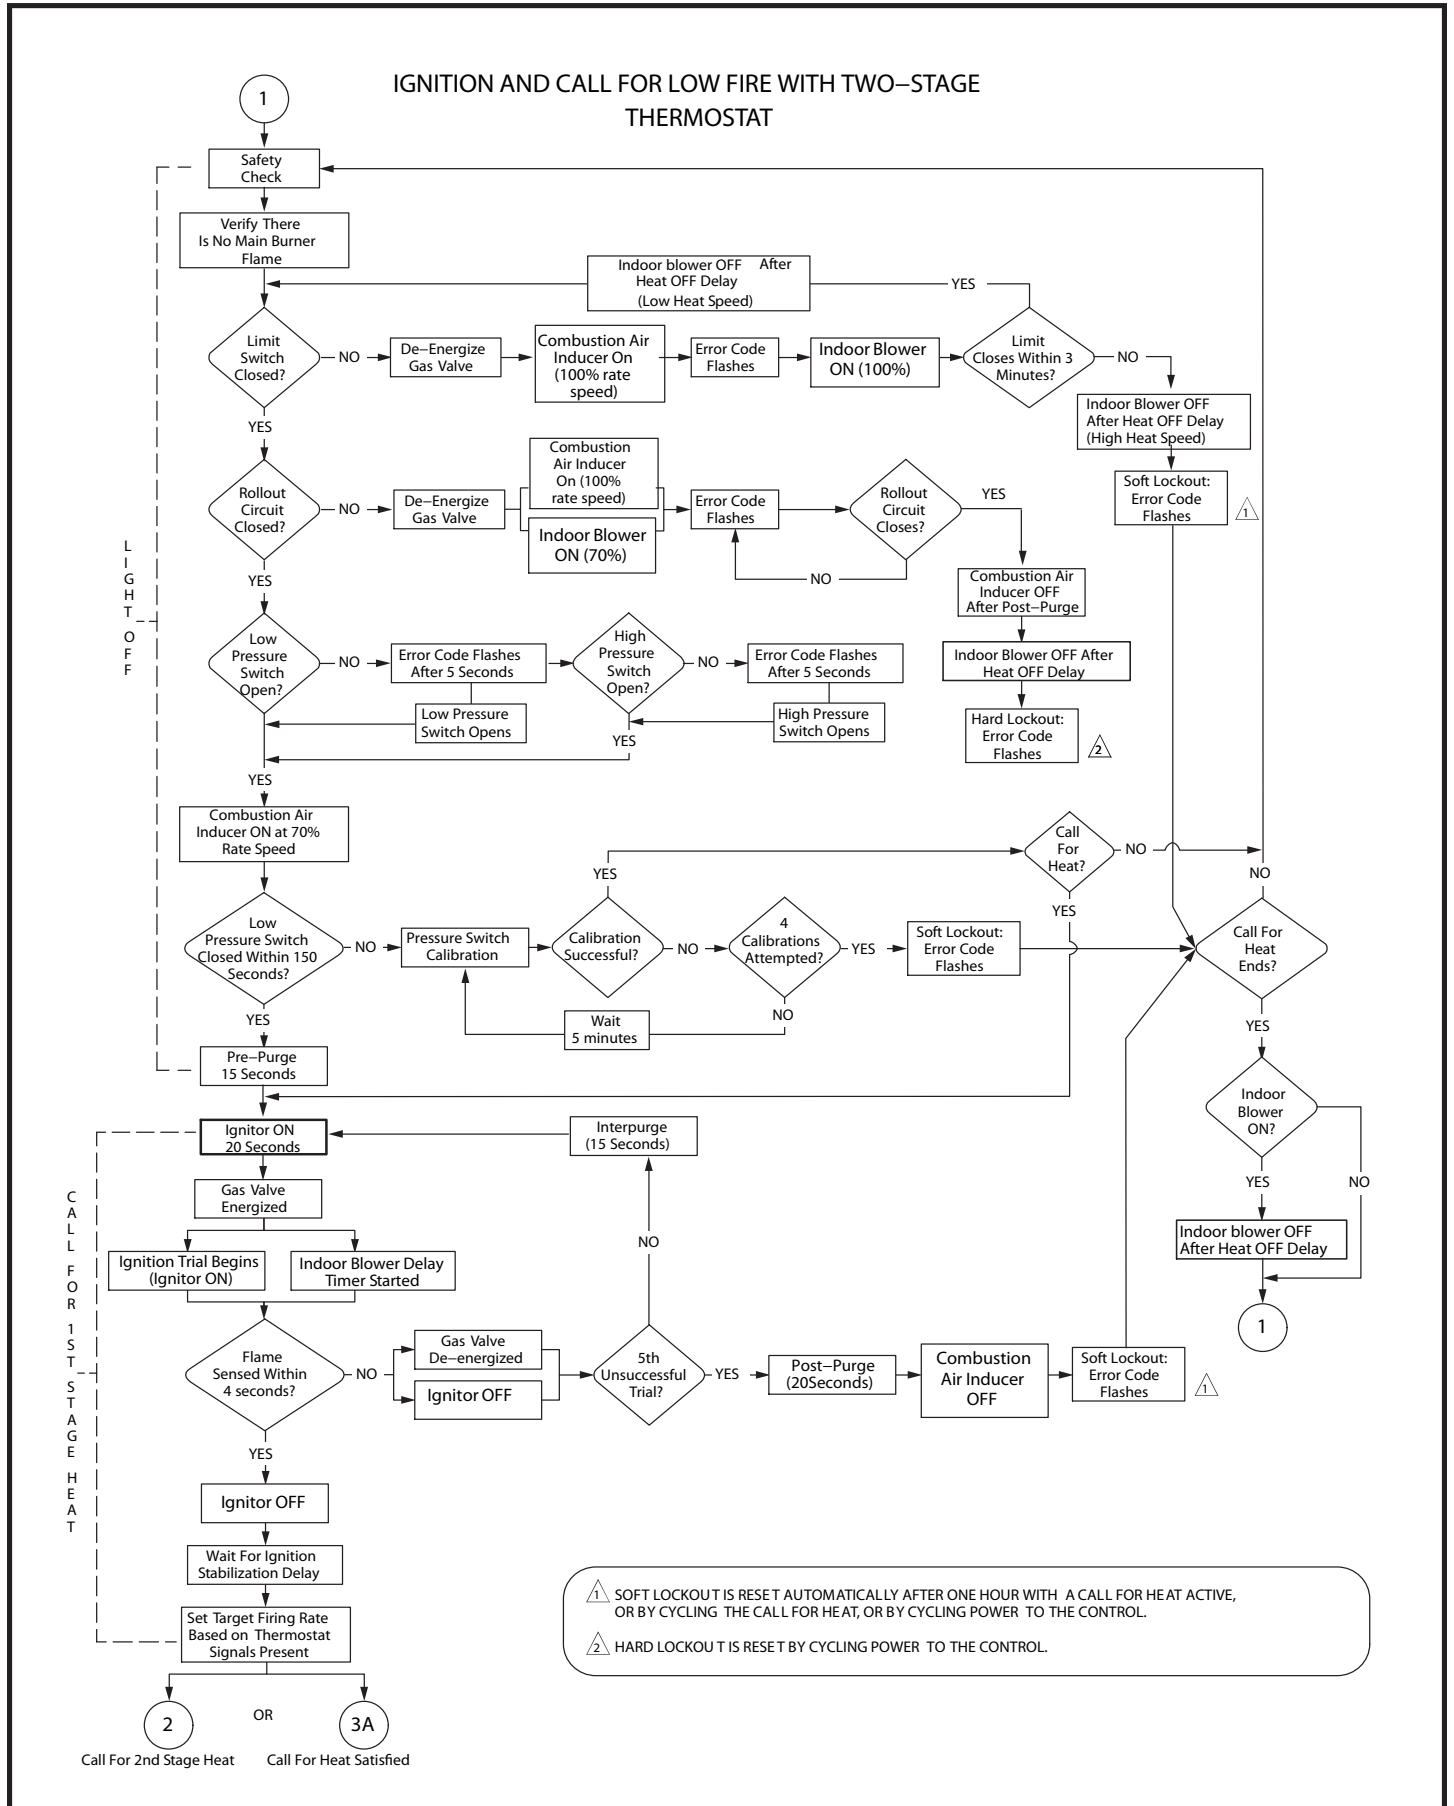 1
IGNITION AND CALL FOR LOW FIRE WITH TWO–STAGE
THERMOSTAT
Safety
Check
Verify There
Is No Main Burner
Flame
Indoor blower OFF After
Heat OFF Delay
(Low Heat Speed)
YES
Limit
Switch
Closed?
NO
De–Energize
Gas Valve
Combustion Air
Inducer On
(100% rate
speed)
Error Code
Flashes
Indoor Blower
ON (100%)
Limit
Closes Within 3
Minutes?
NO
Indoor Blower OFF
After Heat OFF Delay
(High Heat Speed)
Soft Lockout:
Error Code
Flashes
1
YES
Rollout
Circuit
Closed?
NO
De–Energize
Gas Valve
Combustion
Air Inducer
On (100%
rate speed)
Indoor Blower
ON (70%)
Error Code
Flashes
Rollout
Circuit
Closes?
YES
NO
Combustion Air
Inducer OFF
After Post–Purge
Indoor Blower OFF After
Heat OFF Delay
Hard Lockout:
Error Code
Flashes
2
LIGHT OFF
YES
Low
Pressure
Switch
Open?
NO
Error Code Flashes
After 5 Seconds
Low Pressure
Switch Opens
High
Pressure
Switch
Open?
NO
Error Code Flashes
After 5 Seconds
High Pressure
Switch Opens
YES
YES
Combustion Air
Inducer ON at 70%
Rate Speed
Low
Pressure Switch
Closed Within 150
Seconds?
NO
Pressure Switch
Calibration
Calibration
Successful?
YES
Call
For
Heat?
NO
YES
NO
4
Calibrations
Attempted?
YES
NO
Wait
5 minutes
Soft Lockout:
Error Code
Flashes
NO
Call For
Heat
Ends?
YES
Indoor
Blower
ON?
YES
NO
Indoor blower OFF
After Heat OFF Delay
1
YES
Pre–Purge
15 Seconds
Ignitor ON
20 Seconds
Interpurge
(15 Seconds)
CALL FOR 1ST STAGE HEAT
Gas Valve
Energized
Ignition Trial Begins
(Ignitor ON)
Indoor Blower Delay
Timer Started
NO
Flame
Sensed Within
4 seconds?
NO
Gas Valve
De–energized
Ignitor OFF
5th
Unsuccessful
Trial?
YES
Post–Purge
(20Seconds)
Combustion
Air Inducer
OFF
Soft Lockout:
Error Code
Flashes
1
YES
Ignitor OFF
Wait For Ignition
Stabilization Delay
Set Target Firing Rate
Based on Thermostat
Signals Present
2
OR
3A
Call For 2nd Stage Heat
Call For Heat Satisfied
1 SOFT LOCKOUT IS RESET AUTOMATICALLY AFTER ONE HOUR WITH A CALL FOR HEAT ACTIVE,
OR BY CYCLING THE CALL FOR HEAT, OR BY CYCLING POWER TO THE CONTROL.
2 HARD LOCKOUT IS RESET BY CYCLING POWER TO THE CONTROL.